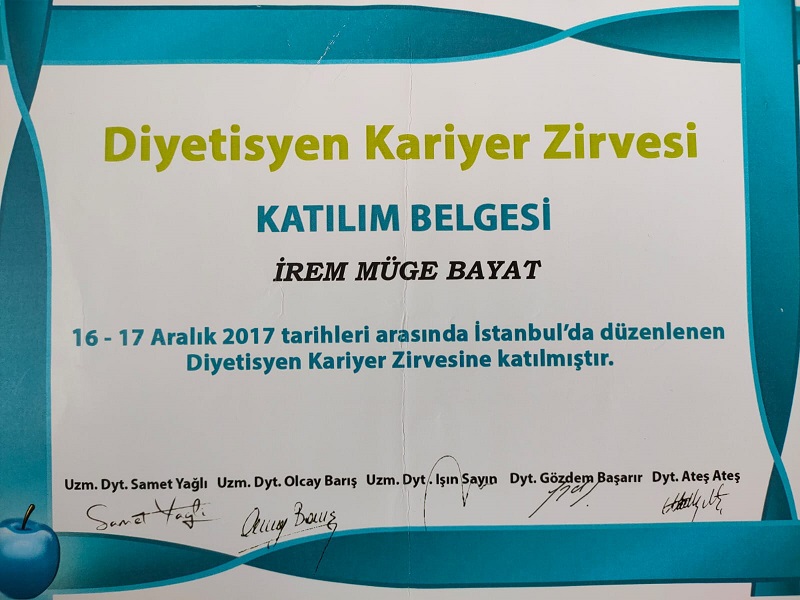 Diyetisyen Kariyer Zirvesi
KATILIM BELGESİ
İREM MÜGE BAYAT
16 - 17 Aralık 2017 tarihleri arasında İstanbul'da düzenlenen
Diyetisyen Kariyer Zirvesine katılmıştır.
Uzm. Dyt. Samet Yağlı Uzm. Dyt. Olcay Barış Uzm. Dyt. Işın Sayın Dyt. Gözdem Başarır Dyt. Ateş Ateş
Samet Yağlı